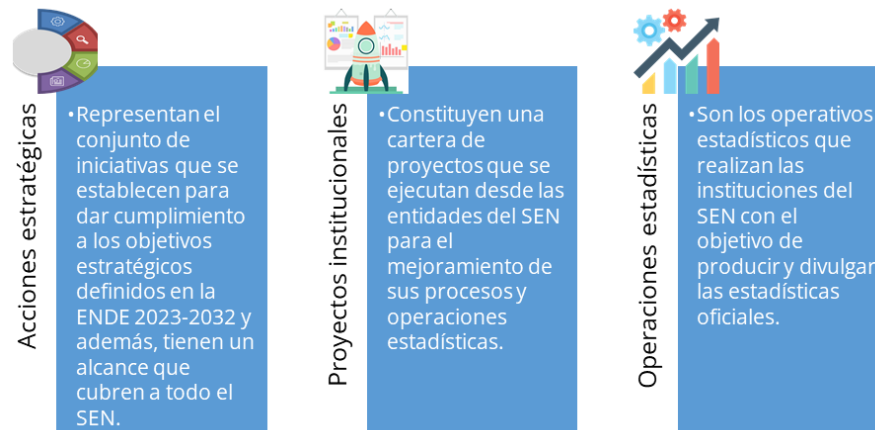 Acciones estratégicas
•Representan el
conjunto de
iniciativas que se
establecen para
dar cumplimiento
a los objetivos
estratégicos
definidos en la
ENDE 2023-2032 y
además, tienen un
alcance que
cubren a todo el
SEN.
Proyectos institucionales
•Constituyen una
cartera de
proyectos que se
ejecutan desde las
entidades del SEN
para el
mejoramiento de
sus procesos y
operaciones
estadísticas.
Operaciones estadísticas
•Son los operativos
estadísticos que
realizan las
instituciones del
SEN con el
objetivo de
producir y divulgar
las estadísticas
oficiales.